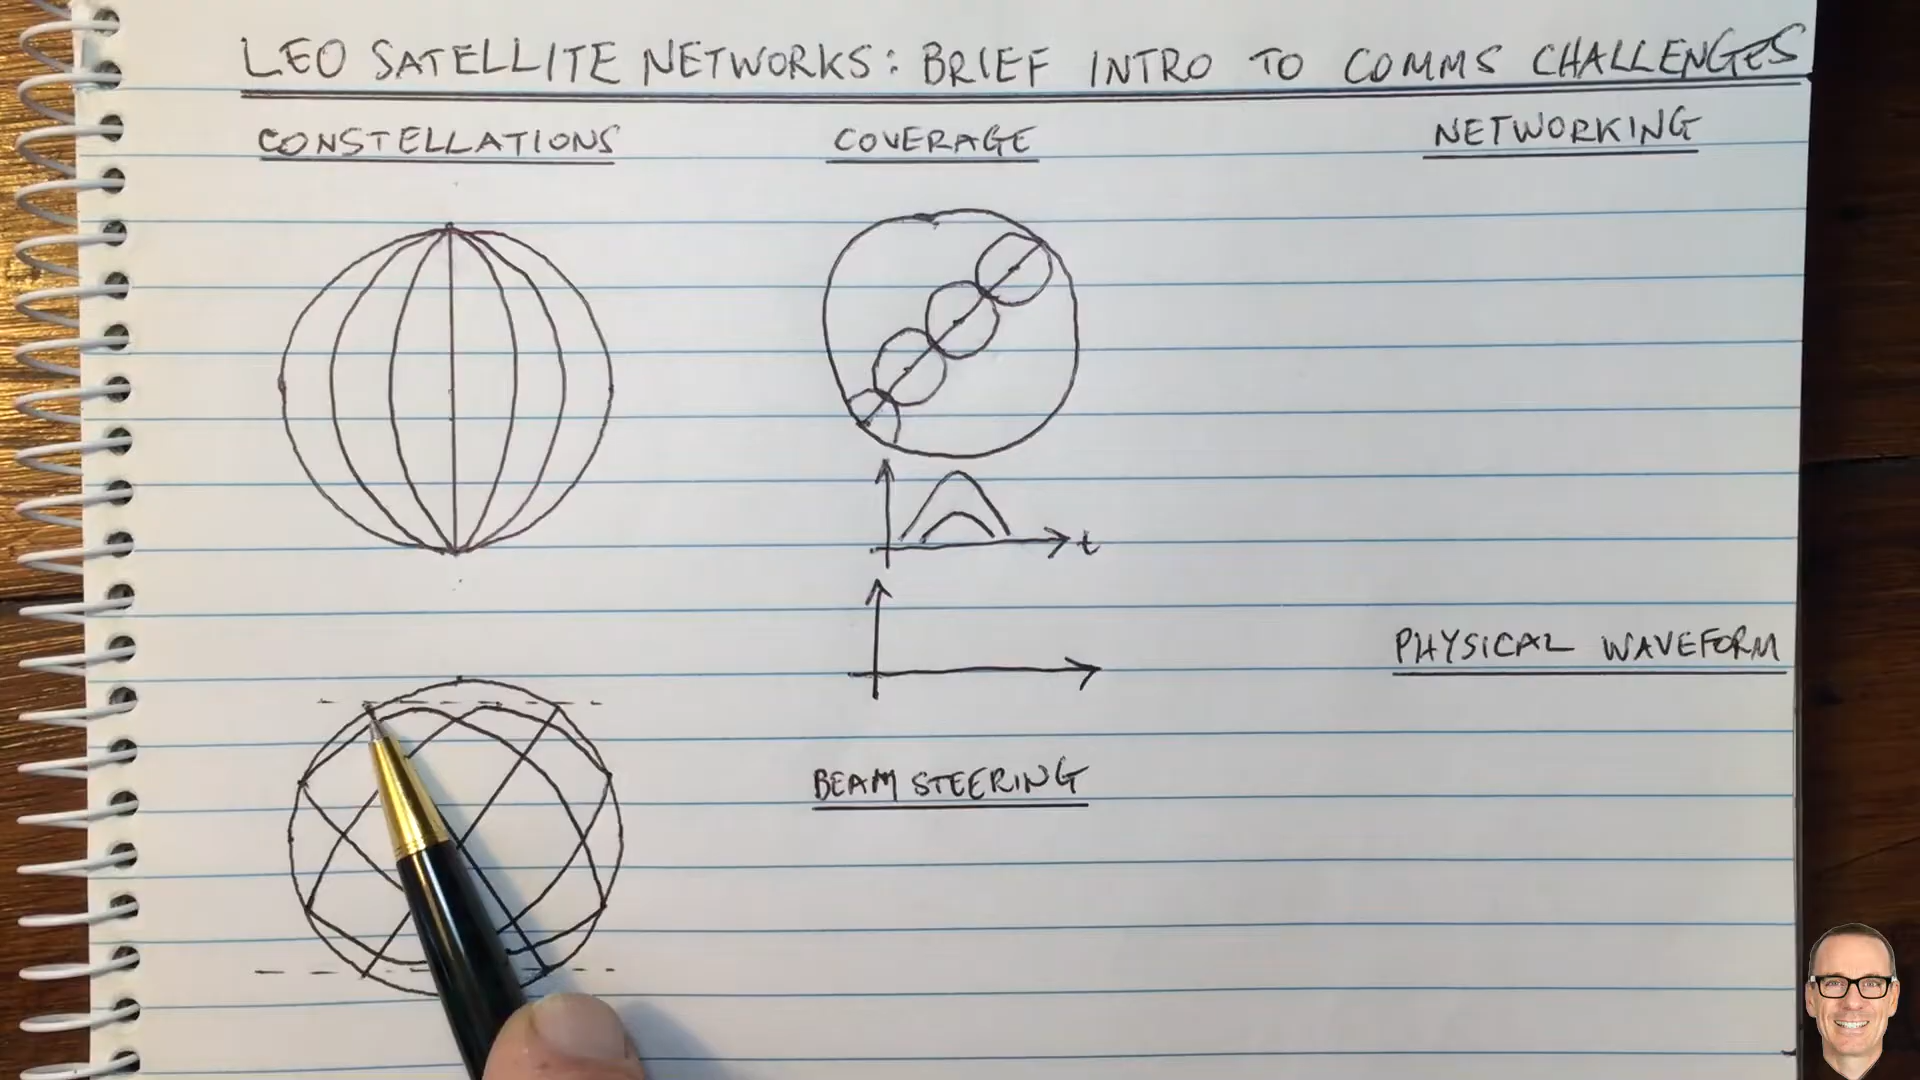 LEO SATELLITE NETWORKS: BRIEF INTRO TO COMMS CHALLENGES
CONSTELLATIONS
COVERAGE
NETWORKING
t
PHYSICAL WAVEFORM
BEAM STEERING